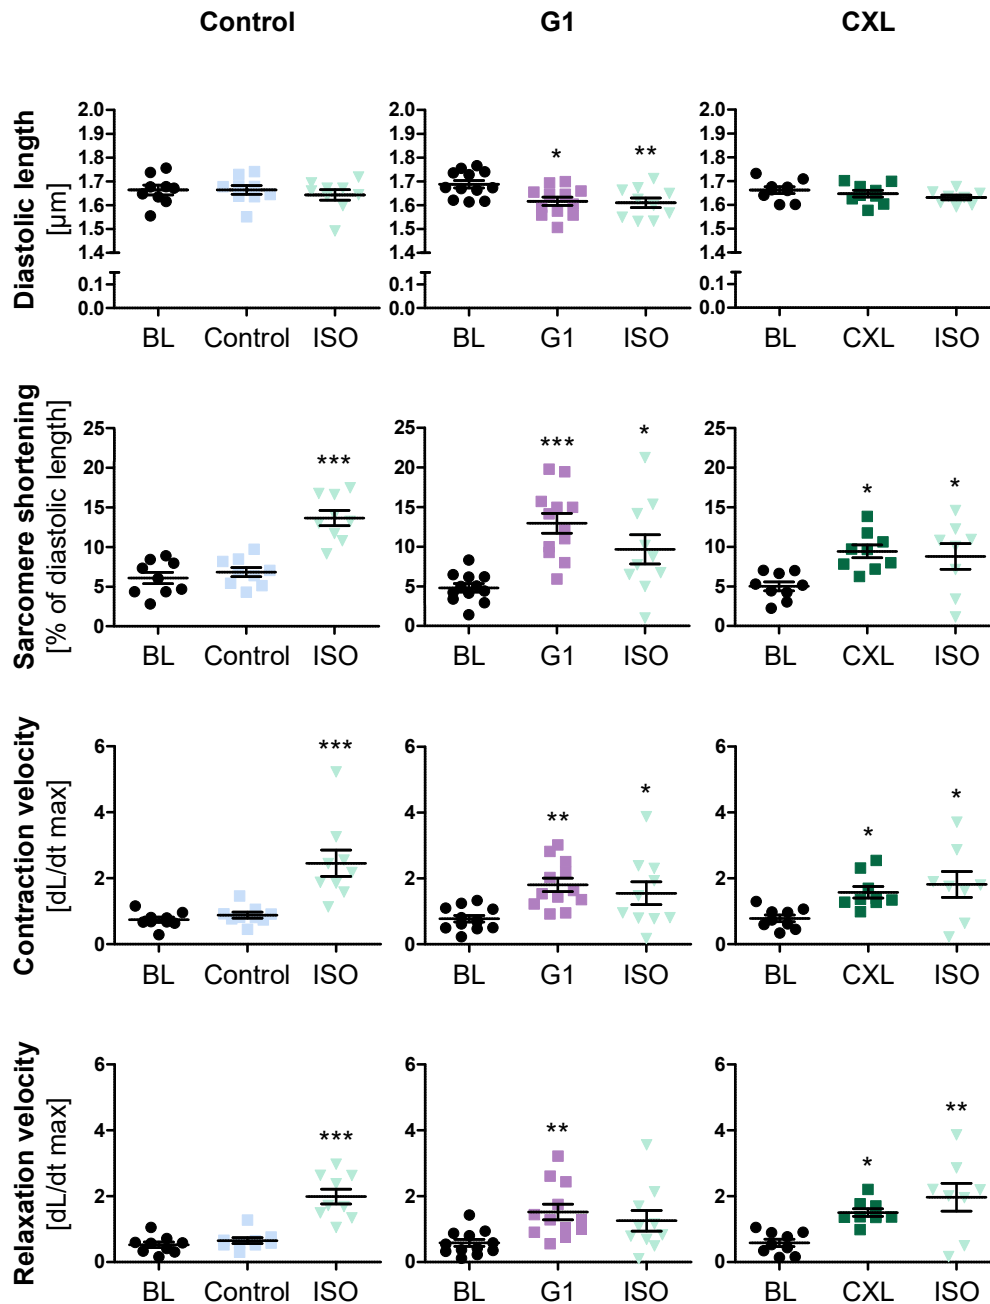 Control G1 CXL
Diastolic length
[µm]
2.0 1.9 1.8 1.7 1.6 1.5 1.4 0.1 0.0
BL Control ISO
2.0 1.9 1.8 1.7 1.6 1.5 1.4 0.1 0.0
* **
BL G1 ISO
2.0 1.9 1.8 1.7 1.6 1.5 1.4 0.1 0.0
BL CXL ISO
Sarcomere shortening
[% of diastolic length]
25 20 15 10 5 0
***
BL Control ISO
25 20 15 10 5 0
*** *
BL G1 ISO
25 20 15 10 5 0
* *
BL CXL ISO
Contraction velocity
[dL/dt max]
6 4 2 0
***
BL Control ISO
6 4 2 0
** *
BL G1 ISO
6 4 2 0
* *
BL CXL ISO
Relaxation velocity
[dL/dt max]
6 4 2 0
***
BL Control ISO
6 4 2 0
**
BL G1 ISO
6 4 2 0
* **
BL CXL ISO